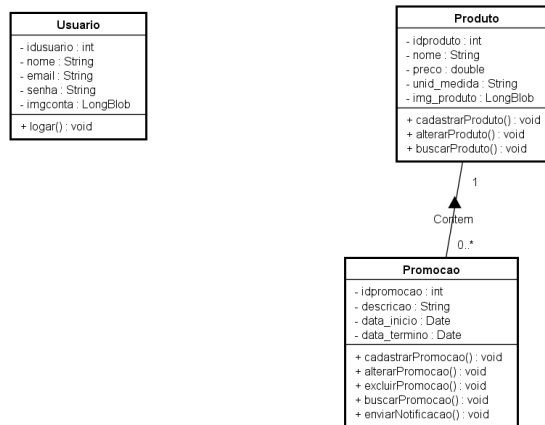 Usuario
- idusuario : int
- nome : String
- email : String
- senha : String
- imgconta : LongBlob
+ logar() : void
Produto
- idproduto : int
- nome : String
- preco : double
- unid_medida : String
- img_produto : LongBlob
+ cadastrarProduto() : void
+ alterarProduto() : void
+ buscarProduto() : void
1
Contem
0..*
Promocao
- idpromocao : int
- descricao : String
- data_inicio : Date
- data_termino : Date
+ cadastrarPromocao() : void
+ alterarPromocao() : void
+ excluirPromocao() : void
+ buscarPromocao() : void
+ enviarNotificacao() : void